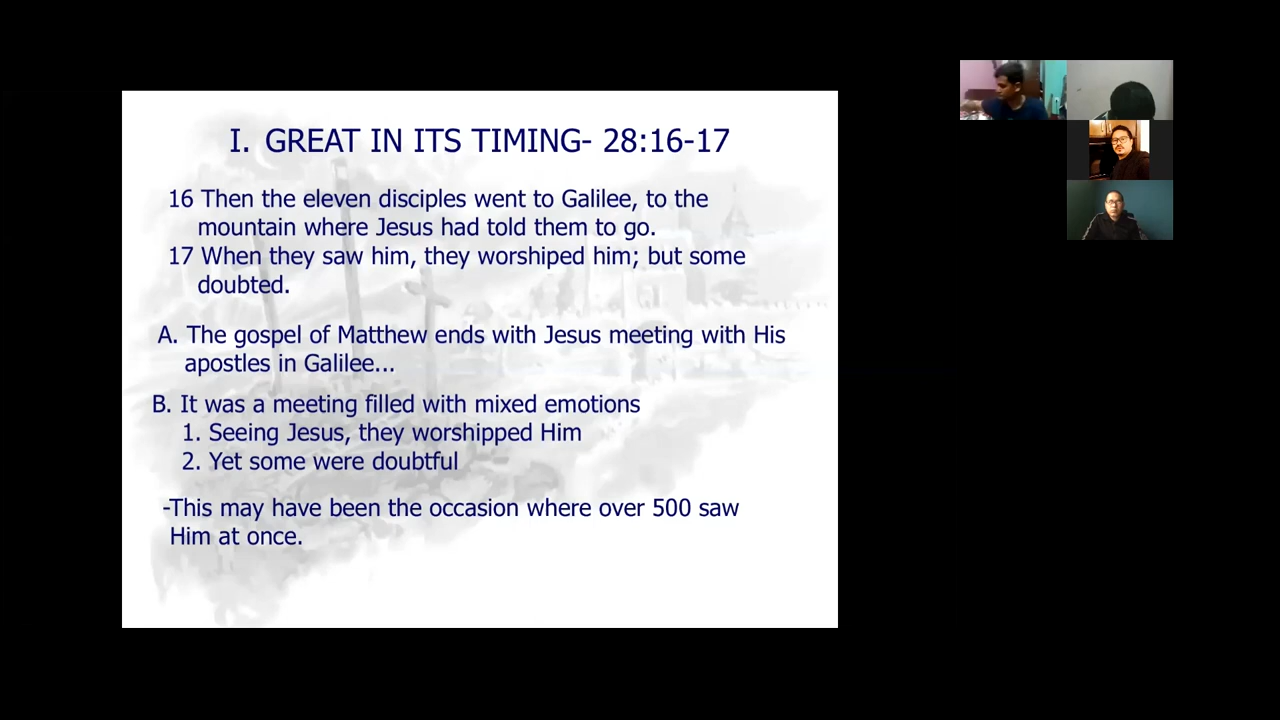 I. GREAT IN ITS TIMING- 28:16-17
16 Then the eleven disciples went to Galilee, to the
mountain where Jesus had told them to go.
17 When they saw him, they worshiped him; but some
doubted.
A. The gospel of Matthew ends with Jesus meeting with His
apostles in Galilee...
B. It was a meeting filled with mixed emotions
1. Seeing Jesus, they worshipped Him
2. Yet some were doubtful
-This may have been the occasion where over 500 saw
Him at once.